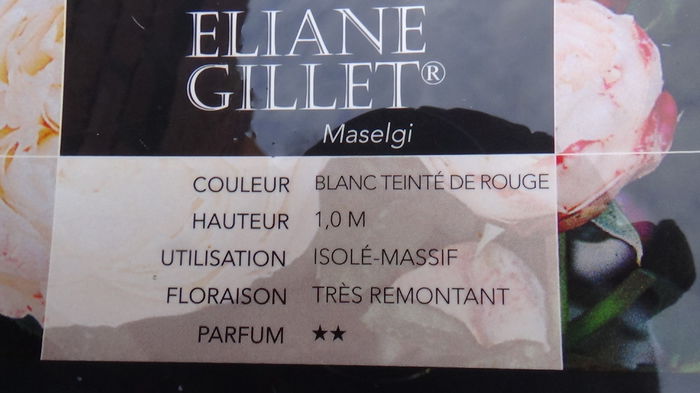 ELIANE
GILLET®
Maselgi
COULEUR BLANC TEINTÉ DE ROUGE
HAUTEUR 1,0 M
UTILISATION ISOLÉ-MASSIF
FLORAISON TRÈS REMONTANT
PARFUM ★★